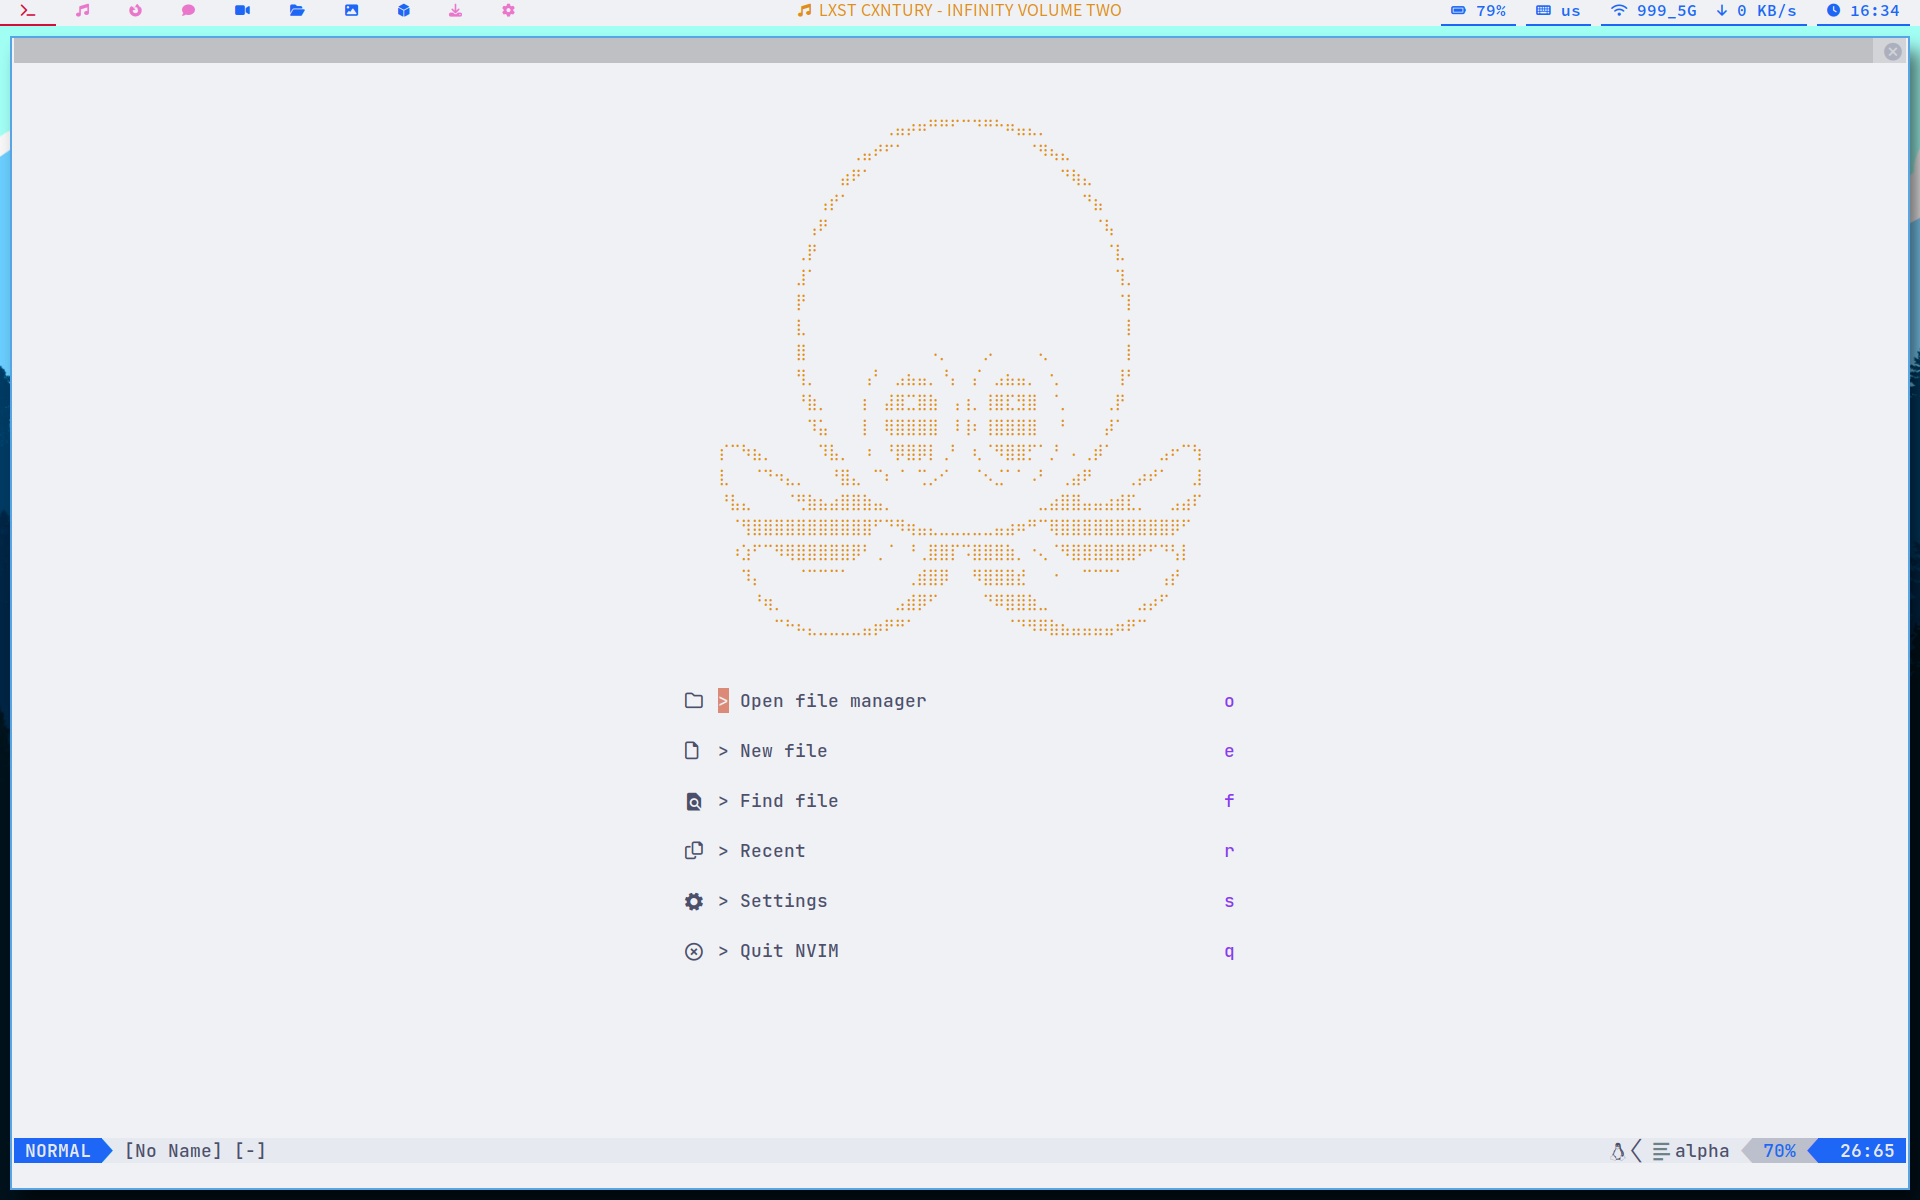 LXST CXNTURY - INFINITY VOLUME TWO
79% us 999_5G 0 KB/s 16:34
> Open file manager o
> New file e
> Find file f
> Recent r
> Settings s
> Quit NVIM q
NORMAL [No Name] [-] alpha 70% 26:65